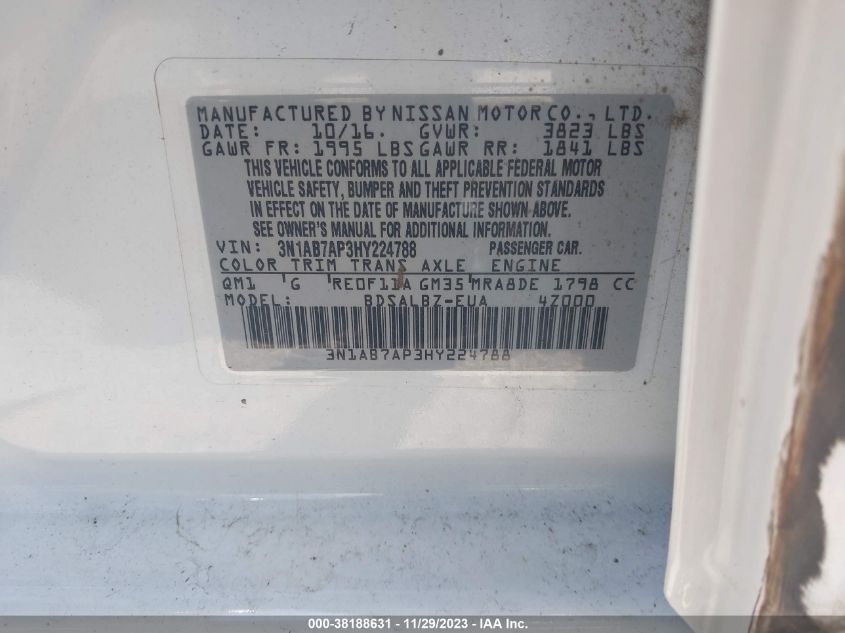 MANUFACTURED BY NISSAN MOTOR CO., LTD.
DATE: 10/16. GVWR: 3823 LBS
GAWR FR: 1995 LBS GAWR RR: 1841 LBS
THIS VEHICLE CONFORMS TO ALL APPLICABLE FEDERAL MOTOR
VEHICLE SAFETY, BUMPER AND THEFT PREVENTION STANDARDS
IN EFFECT ON THE DATE OF MANUFACTURE SHOWN ABOVE.
SEE OWNER'S MANUAL FOR ADDITIONAL INFORMATION.
VIN: 3N1AB7AP3HY224788 PASSENGER CAR.
COLOR TRIM TRANS AXLE ENGINE
QM1 G RE0F11A GM35 MRA8DE 1798 CC
MODEL: BDSALBZ-EUA 4Z000
3N1AB7AP3HY224788
000-38188631 - 11/29/2023 - IAA Inc.